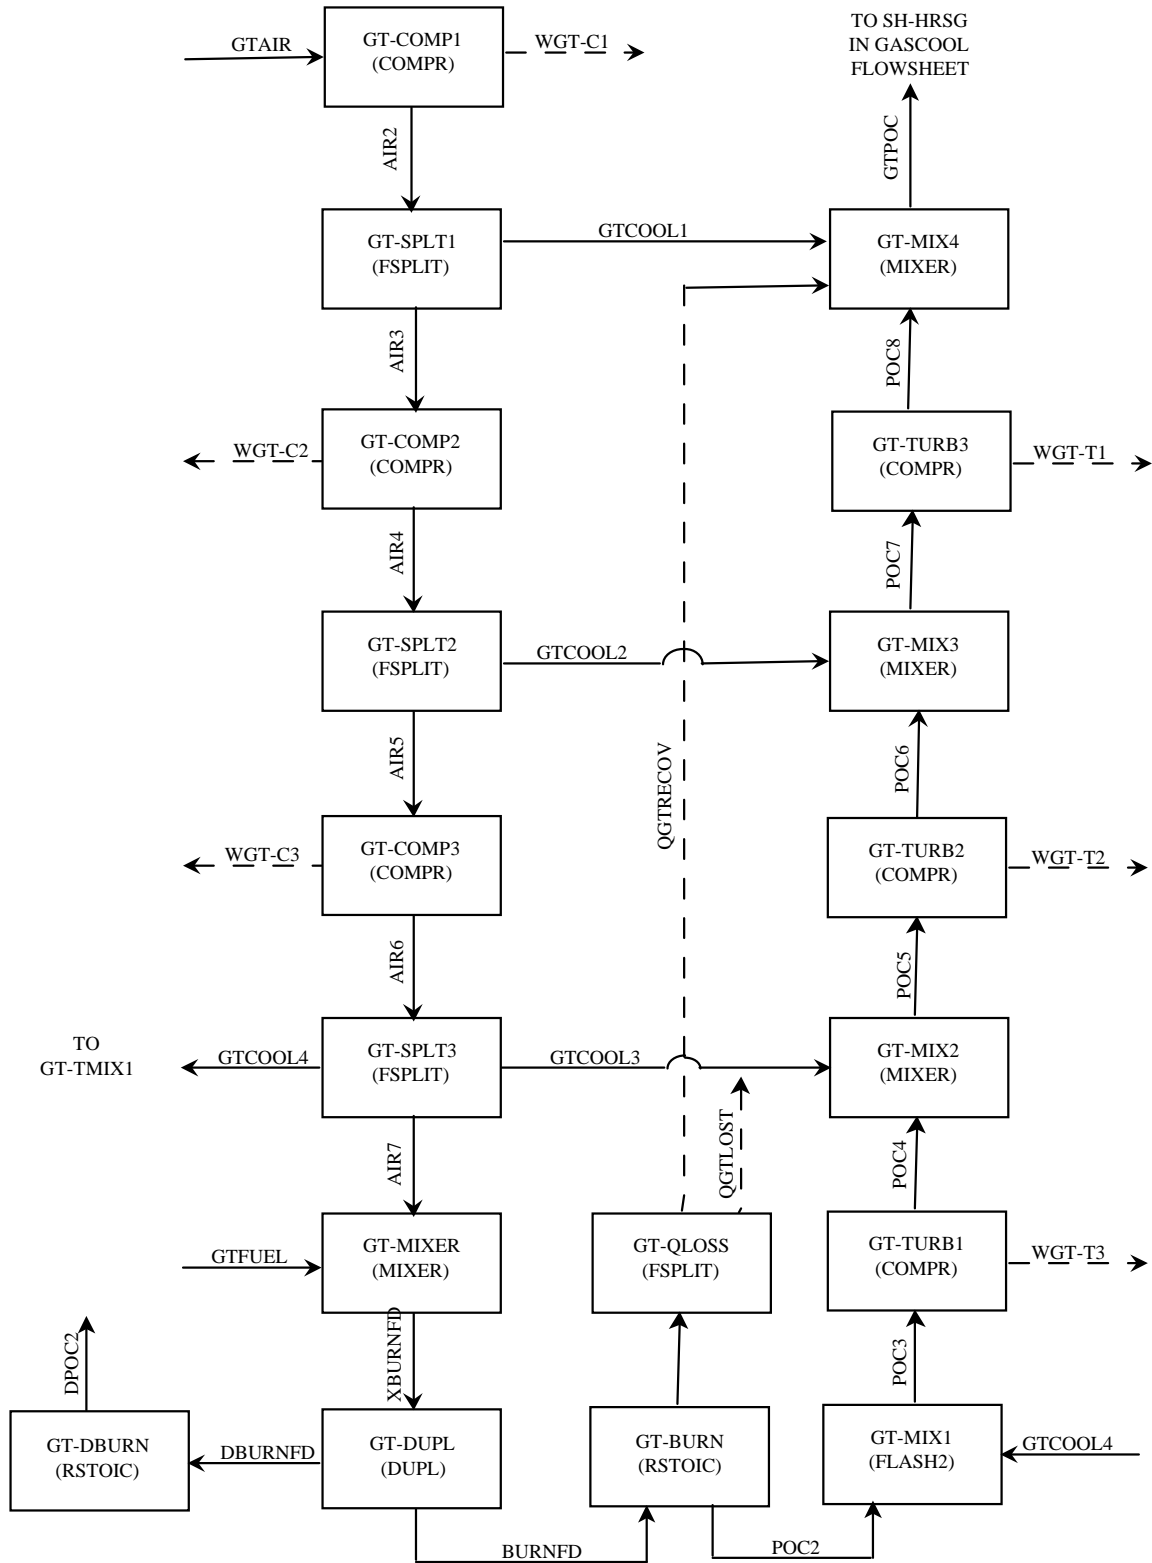 TO SH-HRSG
IN GASCOOL
FLOWSHEET
GTAIR
GT-COMP1
(COMPR)
WGT-C1
AIR2
GTPOC
GT-SPLT1
(FSPLIT)
GTCOOL1
GT-MIX4
(MIXER)
AIR3
POC8
WGT-C2
GT-COMP2
(COMPR)
GT-TURB3
(COMPR)
WGT-T1
AIR4
POC7
GT-SPLT2
(FSPLIT)
GTCOOL2
GT-MIX3
(MIXER)
AIR5
QGTRECOV
POC6
WGT-C3
GT-COMP3
(COMPR)
GT-TURB2
(COMPR)
WGT-T2
AIR6
POC5
TO
GT-TMIX1
GTCOOL4
GT-SPLT3
(FSPLIT)
GTCOOL3
GT-MIX2
(MIXER)
AIR7
QGTLOST
POC4
GTFUEL
GT-MIXER
(MIXER)
GT-QLOSS
(FSPLIT)
GT-TURB1
(COMPR)
WGT-T3
DPOC2
XBURNFD
POC3
GT-DBURN
(RSTOIC)
DBURNFD
GT-DUPL
(DUPL)
GT-BURN
(RSTOIC)
GT-MIX1
(FLASH2)
GTCOOL4
BURNFD
POC2